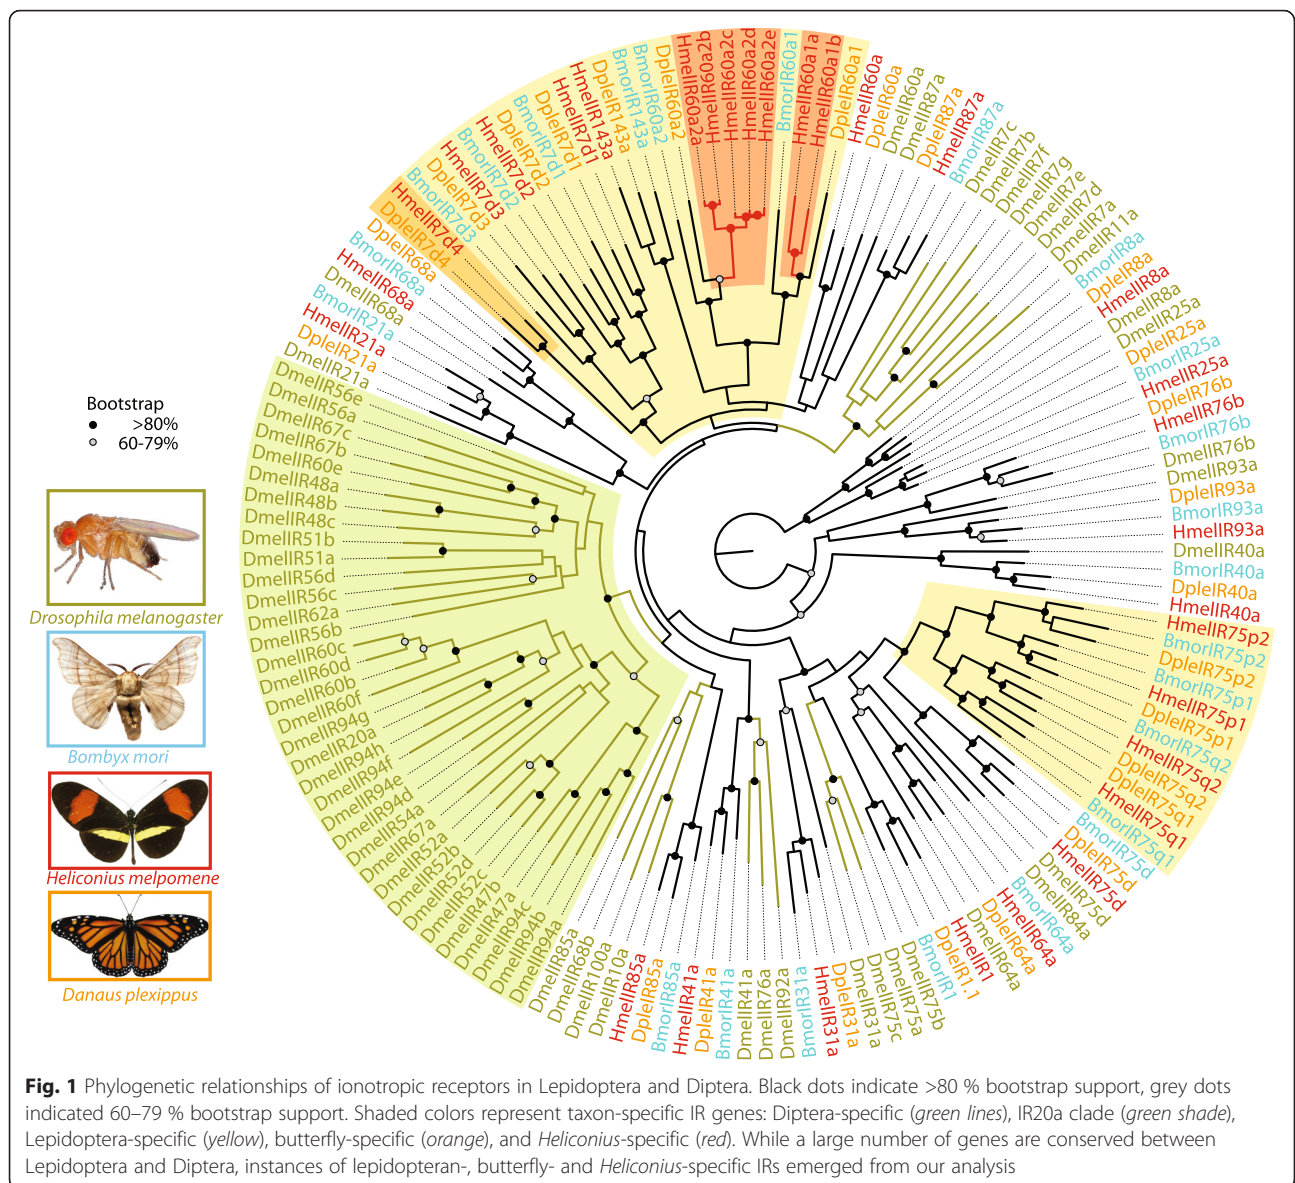 HmelIR60a2a
HmelIR60a2b
HmelIR60a2c
HmelIR60a2d
HmelIR60a2e
BmorIR60a1
HmelIR60a1a
HmelIR60a1b
DpleIR60a1
HmelIR60a
DpleIR60a
DmelIR60a
DmelIR87a
DpleIR87a
HmelIR87a
BmorIR87a
DmelIR7c
DmelIR7b
DmelIR7f
DmelIR7g
DmelIR7e
DmelIR7d
DmelIR7a
DmelIR11a
BmorIR8a
DpleIR8a
HmelIR8a
DmelIR8a
DmelIR25a
DpleIR25a
BmorIR25a
HmelIR25a
DpleIR76b
HmelIR76b
BmorIR76b
DmelIR76b
DmelIR93a
DpleIR93a
BmorIR93a
HmelIR93a
DmelIR40a
BmorIR40a
DpleIR40a
HmelIR40a
HmelIR75p2
BmorIR75p2
DpleIR75p2
BmorIR75p1
HmelIR75p1
DpleIR75p1
BmorIR75q2
HmelIR75q2
DpleIR75q2
DpleIR75q1
HmelIR75q1
BmorIR75q1
BmorIR75d
DpleIR75d
HmelIR75d
DmelIR75d
DmelIR84a
BmorIR64a
HmelIR64a
DpleIR64a
DmelIR64a
HmelIR1
DpleIR1.1
BmorIR1
DmelIR75b
DmelIR75a
DmelIR75c
DmelIR31a
DpleIR31a
HmelIR31a
BmorIR31a
DmelIR92a
DmelIR76a
DmelIR41a
BmorIR41a
DpleIR41a
HmelIR41a
BmorIR85a
DpleIR85a
HmelIR85a
DmelIR10a
DmelIR100a
DmelIR68b
DmelIR85a
DmelIR94a
DmelIR94b
DmelIR94c
DmelIR47a
DmelIR47b
DmelIR52c
DmelIR52d
DmelIR52b
DmelIR52a
DmelIR67a
DmelIR54a
DmelIR94d
DmelIR94e
DmelIR94f
DmelIR94h
DmelIR20a
DmelIR94g
DmelIR60f
DmelIR60b
DmelIR60d
DmelIR60c
DmelIR56b
DmelIR62a
DmelIR56c
DmelIR56d
DmelIR51a
DmelIR51b
DmelIR48c
DmelIR48b
DmelIR48a
DmelIR60e
DmelIR67b
DmelIR67c
DmelIR56a
DmelIR56e
DmelIR21a
DpleIR21a
HmelIR21a
BmorIR21a
DmelIR68a
HmelIR68a
BmorIR68a
DpleIR68a
DpleIR7d4
HmelIR7d4
BmorIR7d3
DpleIR7d3
HmelIR7d3
BmorIR7d2
HmelIR7d2
DpleIR7d2
BmorIR7d1
DpleIR7d1
HmelIR7d1
HmelIR143a
DpleIR143a
BmorIR143a
BmorIR60a2
DpleIR60a2
Bootstrap
>80%
60-79%
Drosophila melanogaster
Bombyx mori
Heliconius melpomene
Danaus plexippus
Fig. 1 Phylogenetic relationships of ionotropic receptors in Lepidoptera and Diptera. Black dots indicate >80 % bootstrap support, grey dots
indicated 60–79 % bootstrap support. Shaded colors represent taxon-specific IR genes: Diptera-specific (green lines), IR20a clade (green shade),
Lepidoptera-specific (yellow), butterfly-specific (orange), and Heliconius-specific (red). While a large number of genes are conserved between
Lepidoptera and Diptera, instances of lepidopteran-, butterfly- and Heliconius-specific IRs emerged from our analysis